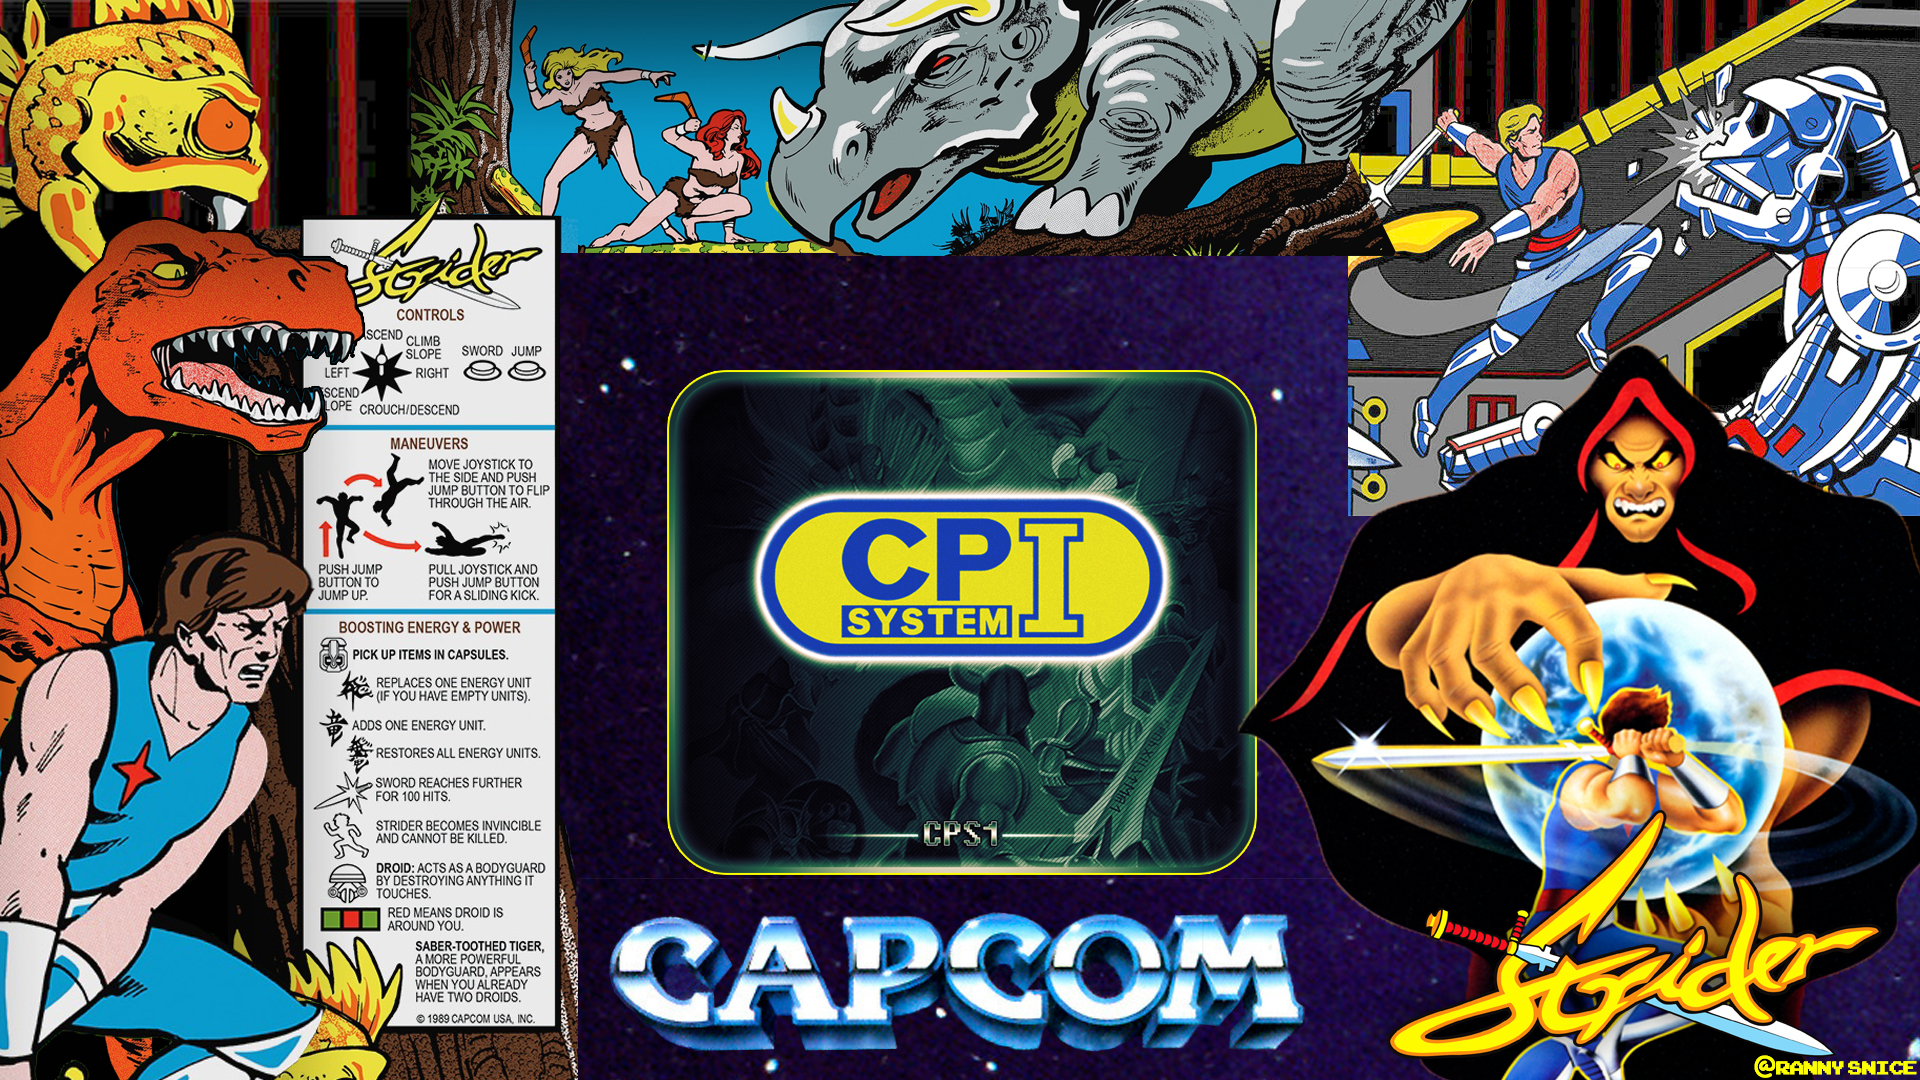 Strider
CONTROLS
ASCEND
CLIMB
SLOPE
SWORD JUMP
LEFT
RIGHT
SCEND
LOPE
CROUCH/DESCEND
MANEUVERS
MOVE JOYSTICK TO
THE SIDE AND PUSH
JUMP BUTTON TO FLIP
THROUGH THE AIR.
PUSH JUMP
BUTTON TO
JUMP UP.
PULL JOYSTICK AND
PUSH JUMP BUTTON
FOR A SLIDING KICK.
BOOSTING ENERGY & POWER
PICK UP ITEMS IN CAPSULES.
REPLACES ONE ENERGY UNIT
(IF YOU HAVE EMPTY UNITS).
ADDS ONE ENERGY UNIT.
RESTORES ALL ENERGY UNITS.
SWORD REACHES FURTHER
FOR 100 HITS.
STRIDER BECOMES INVINCIBLE
AND CANNOT BE KILLED.
DROID: ACTS AS A BODYGUARD
BY DESTROYING ANYTHING IT
TOUCHES.
RED MEANS DROID IS
AROUND YOU.
SABER-TOOTHED TIGER,
A MORE POWERFUL
BODYGUARD, APPEARS
WHEN YOU ALREADY
HAVE TWO DROIDS.
© 1989 CAPCOM USA, INC.
CP I
SYSTEM
CPS1
CAPCOM
Strider
@RANNY SNICE